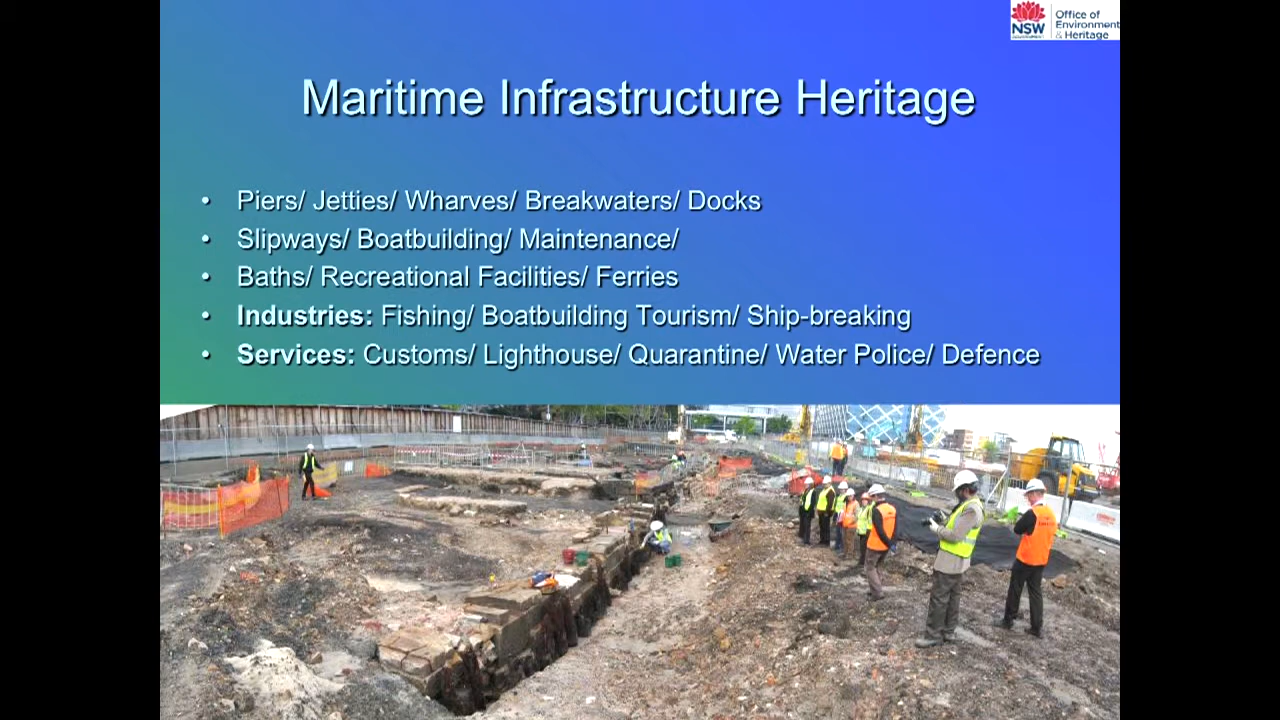 Office of
Environment
& Heritage
NSW
Maritime Infrastructure Heritage
• Piers/ Jetties/ Wharves/ Breakwaters/ Docks
• Slipways/ Boatbuilding/ Maintenance/
• Baths/ Recreational Facilities/ Ferries
• Industries: Fishing/ Boatbuilding Tourism/ Ship-breaking
• Services: Customs/ Lighthouse/ Quarantine/ Water Police/ Defence